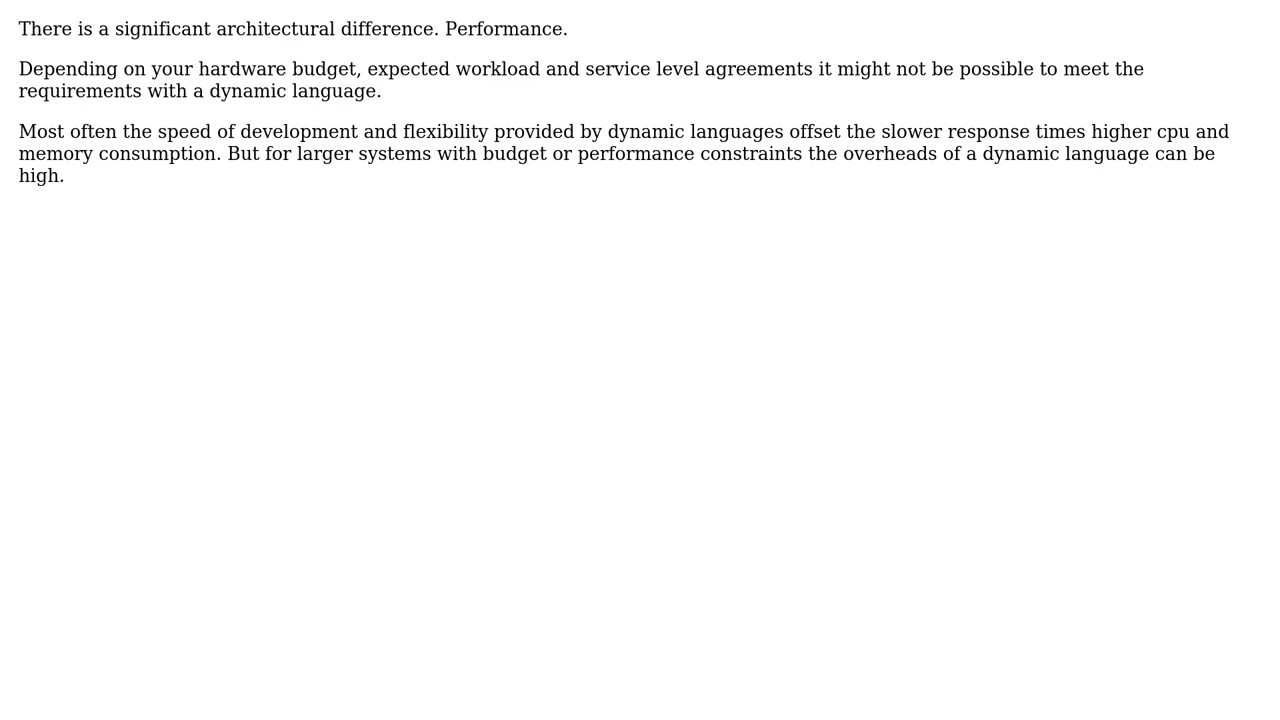 There is a significant architectural difference. Performance.
Depending on your hardware budget, expected workload and service level agreements it might not be possible to meet the
requirements with a dynamic language.
Most often the speed of development and flexibility provided by dynamic languages offset the slower response times higher cpu and
memory consumption. But for larger systems with budget or performance constraints the overheads of a dynamic language can be
high.